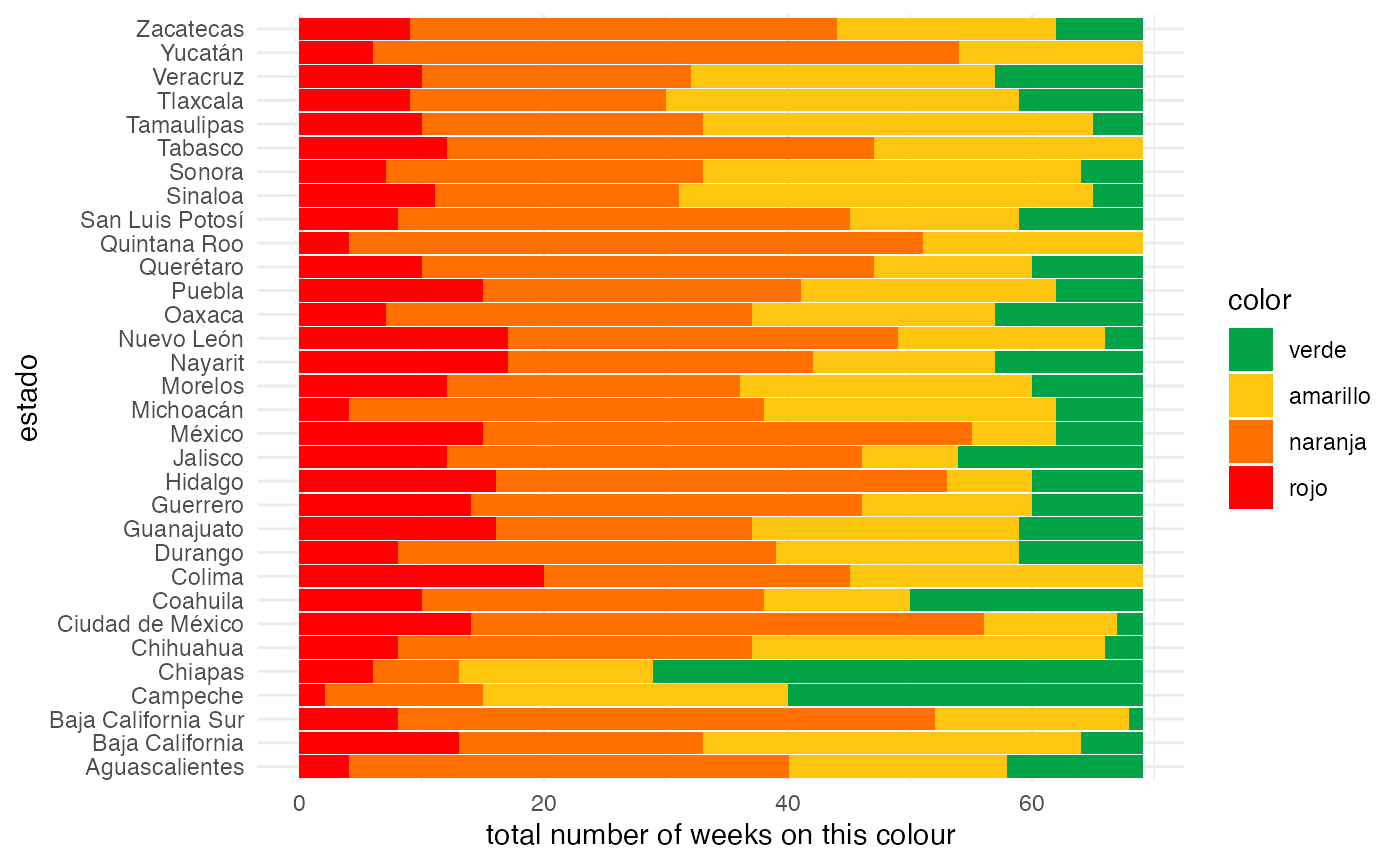 Zacatecas
Yucatán
Veracruz
Tlaxcala
Tamaulipas
Tabasco
Sonora
Sinaloa
San Luis Potosí
Quintana Roo
Querétaro
Puebla
Oaxaca
Nuevo León
Nayarit
Morelos
Michoacán
México
Jalisco
Hidalgo
Guerrero
Guanajuato
Durango
Colima
Coahuila
Ciudad de México
Chihuahua
Chiapas
Campeche
Baja California Sur
Baja California
Aguascalientes
estado
0 20 40 60
total number of weeks on this colour
color
verde
amarillo
naranja
rojo